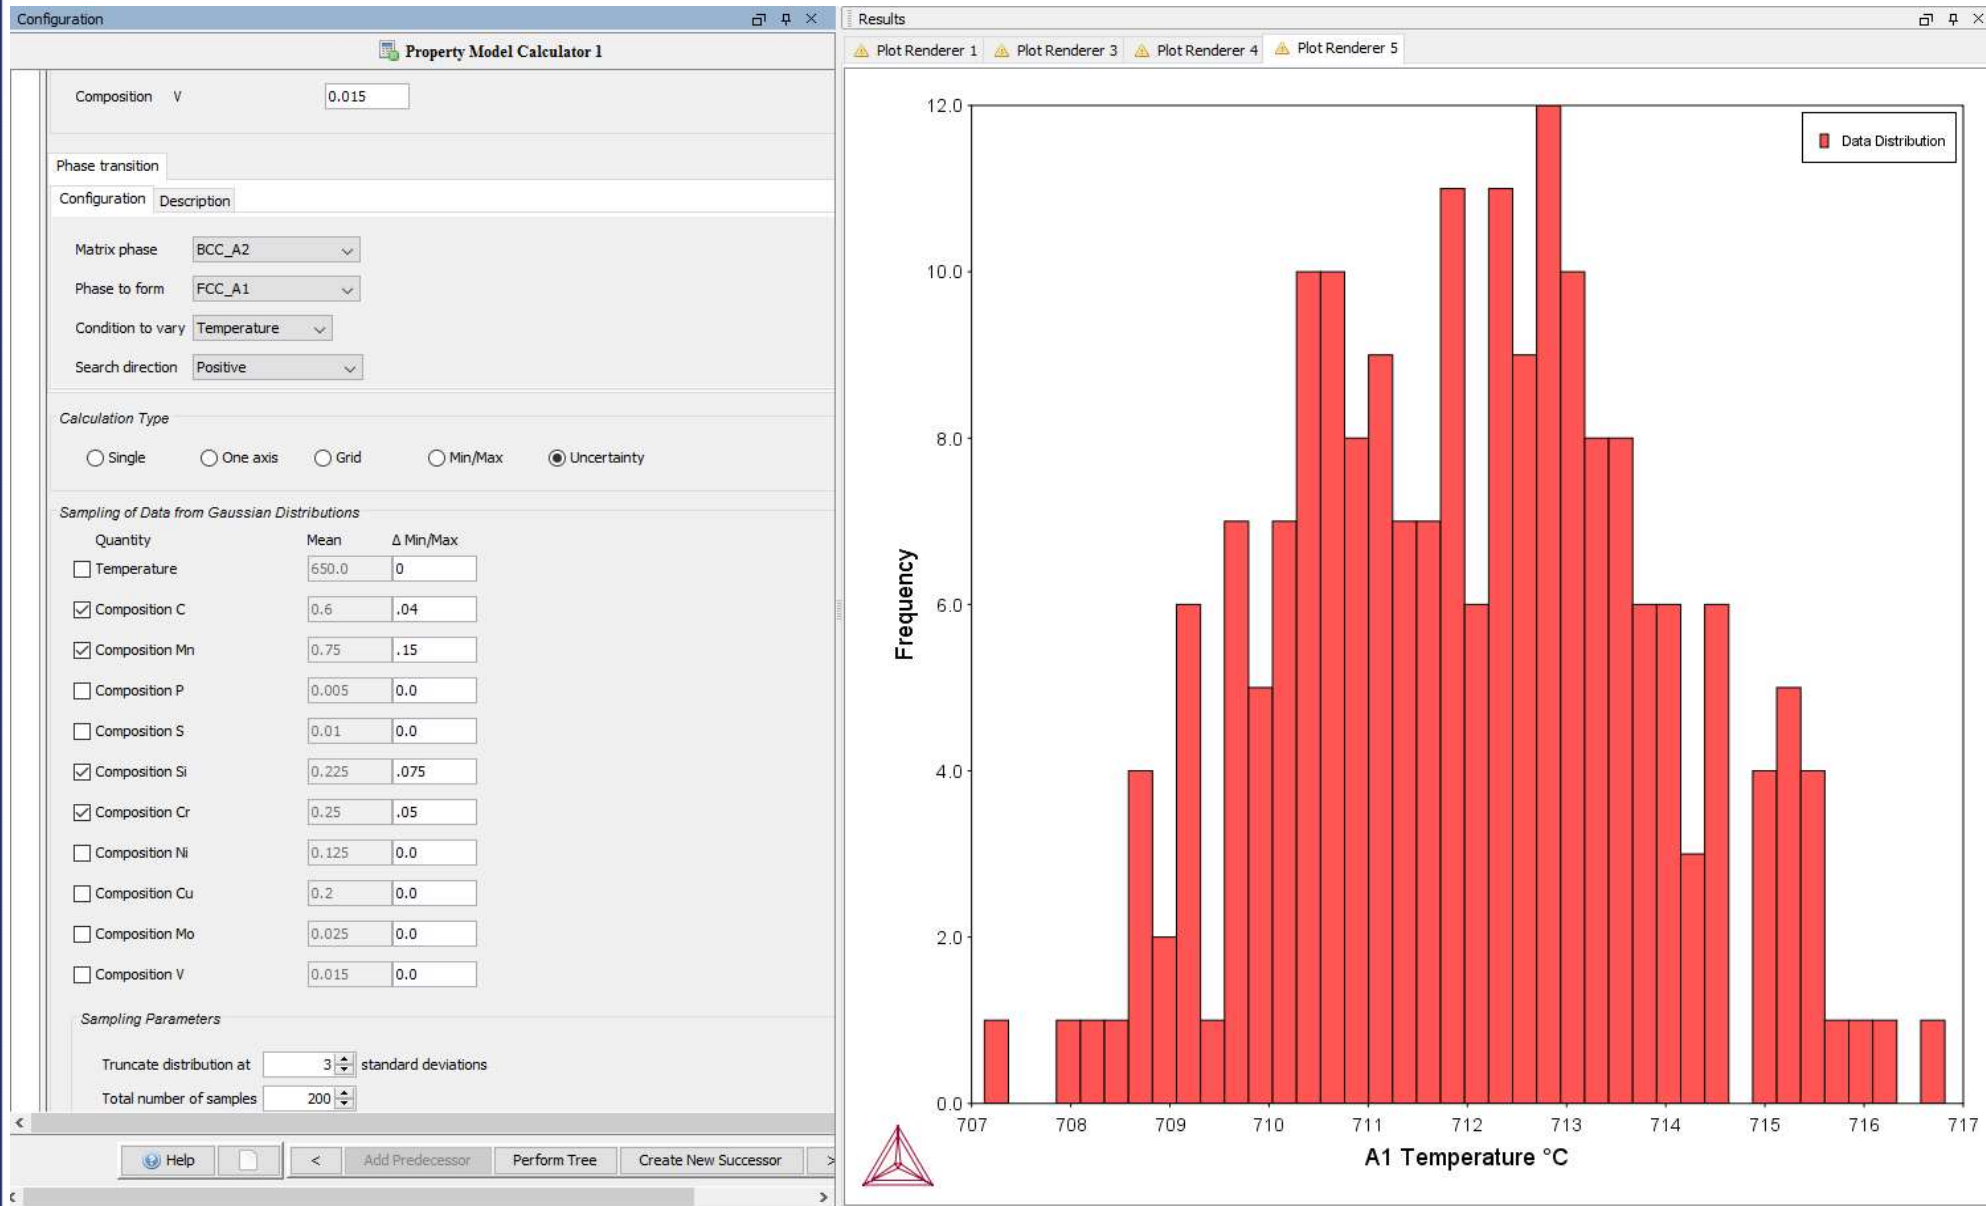 Configuration
Property Model Calculator 1
Composition V 0.015
Phase transition
Configuration Description
Matrix phase BCC_A2
Phase to form FCC_A1
Condition to vary Temperature
Search direction Positive
Calculation Type
Single One axis Grid Min/Max Uncertainty
Sampling of Data from Gaussian Distributions
Quantity Mean Δ Min/Max
Temperature 650.0 0
Composition C 0.6 .04
Composition Mn 0.75 .15
Composition P 0.005 0.0
Composition S 0.01 0.0
Composition Si 0.225 .075
Composition Cr 0.25 .05
Composition Ni 0.125 0.0
Composition Cu 0.2 0.0
Composition Mo 0.025 0.0
Composition V 0.015 0.0
Sampling Parameters
Truncate distribution at 3 standard deviations
Total number of samples 200
Help < Add Predecessor Perform Tree Create New Successor >
Results
Plot Renderer 1 Plot Renderer 3 Plot Renderer 4 Plot Renderer 5
Data Distribution
Frequency
12.0
10.0
8.0
6.0
4.0
2.0
0.0
707 708 709 710 711 712 713 714 715 716 717
A1 Temperature °C